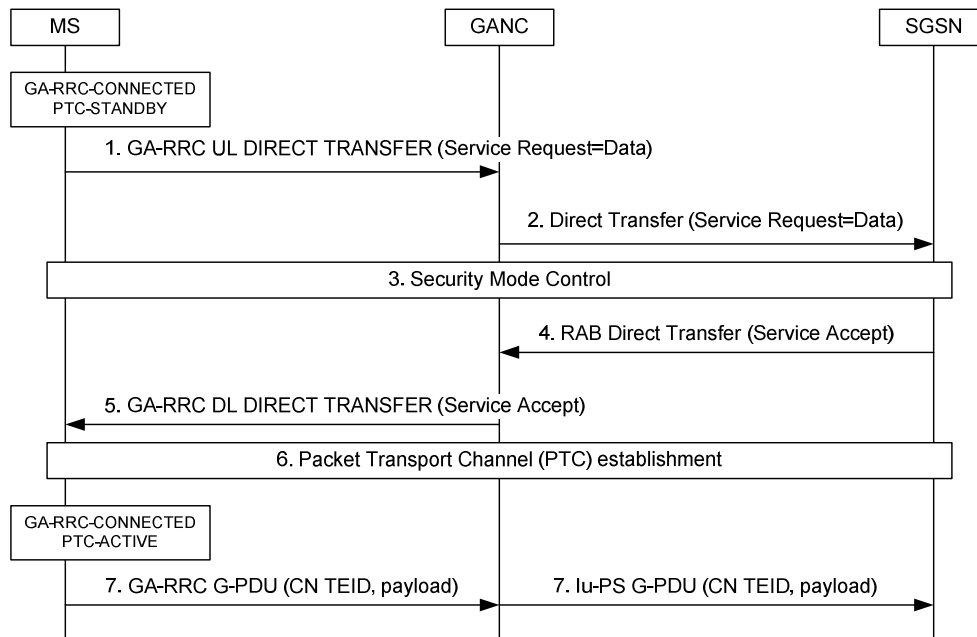 MS
GANC
SGSN
GA-RRC-CONNECTED
PTC-STANDBY
1. GA-RRC UL DIRECT TRANSFER (Service Request=Data)
2. Direct Transfer (Service Request=Data)
3. Security Mode Control
4. RAB Direct Transfer (Service Accept)
5. GA-RRC DL DIRECT TRANSFER (Service Accept)
6. Packet Transport Channel (PTC) establishment
GA-RRC-CONNECTED
PTC-ACTIVE
7. GA-RRC G-PDU (CN TEID, payload)
7. Iu-PS G-PDU (CN TEID, payload)